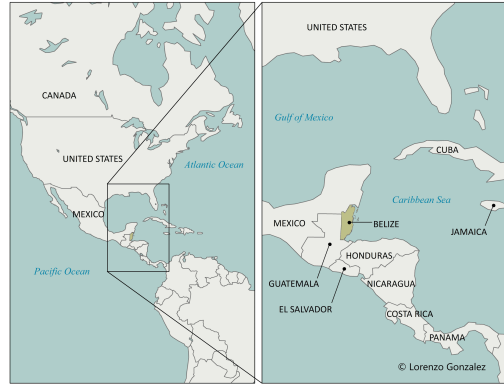 CANADA
UNITED STATES
Atlantic Ocean
MEXICO
Pacific Ocean
UNITED STATES
Gulf of Mexico
CUBA
Caribbean Sea
MEXICO
BELIZE
JAMAICA
HONDURAS
GUATEMALA
NICARAGUA
EL SALVADOR
COSTA RICA
PANAMA
© Lorenzo Gonzalez